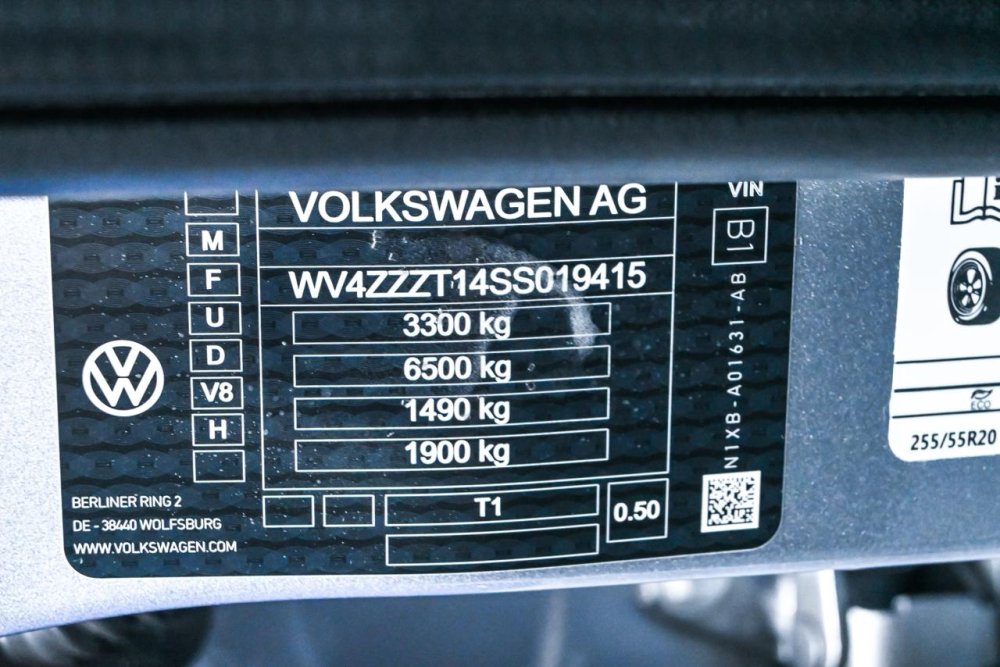 VOLKSWAGEN AG
WV4ZZZT14SS019415
3300 kg
6500 kg
1490 kg
1900 kg
T1
0.50
M
F
U
D
V8
H
BERLINER RING 2
DE - 38440 WOLFSBURG
WWW.VOLKSWAGEN.COM
VIN
B1
N1XB-A01631-AB
ECO
255/55R20